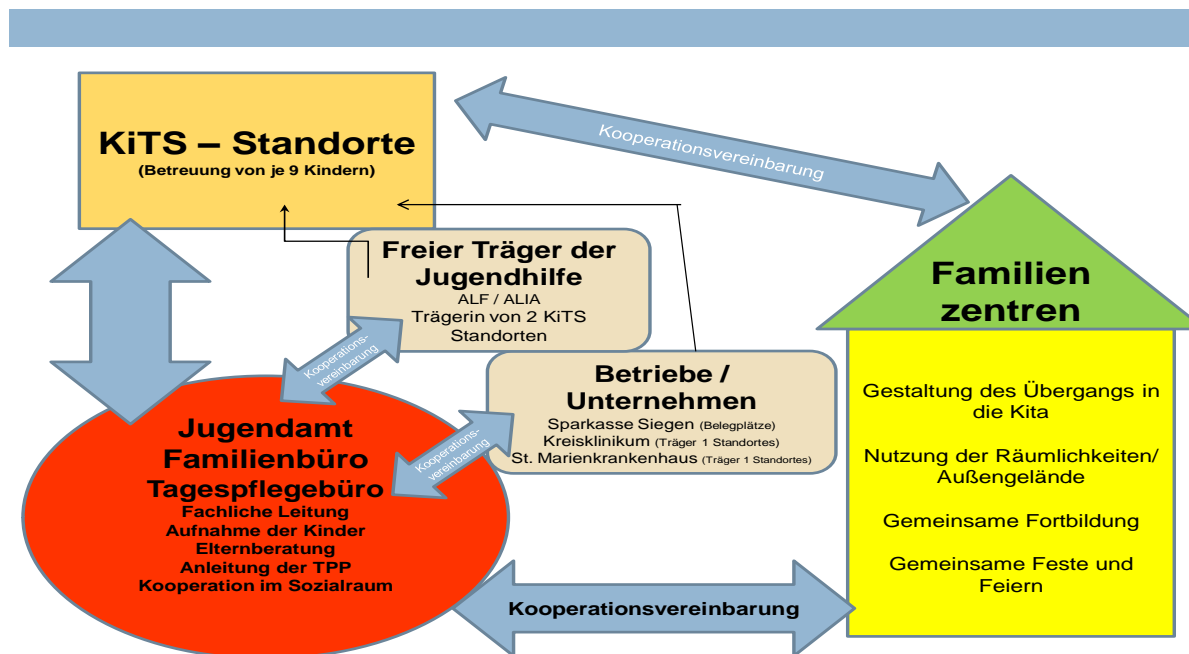 KiTS – Standorte
(Betreuung von je 9 Kindern)
Kooperationsvereinbarung
Freier Träger der
Jugendhilfe
ALF / ALIA
Trägerin von 2 KiTS
Standorten
Familien
zentren
Kooperations-
vereinbarung
Betriebe /
Unternehmen
Sparkasse Siegen (Belegplätze)
Kreisklinikum (Träger 1 Standortes)
St. Marienkrankenhaus (Träger 1 Standortes)
Kooperations-
vereinbarung
Jugendamt
Familienbüro
Tagespflegebüro
Fachliche Leitung
Aufnahme der Kinder
Elternberatung
Anleitung der TPP
Kooperation im Sozialraum
Gestaltung des Übergangs in
die Kita
Nutzung der Räumlichkeiten/
Außengelände
Gemeinsame Fortbildung
Gemeinsame Feste und
Feiern
Kooperationsvereinbarung